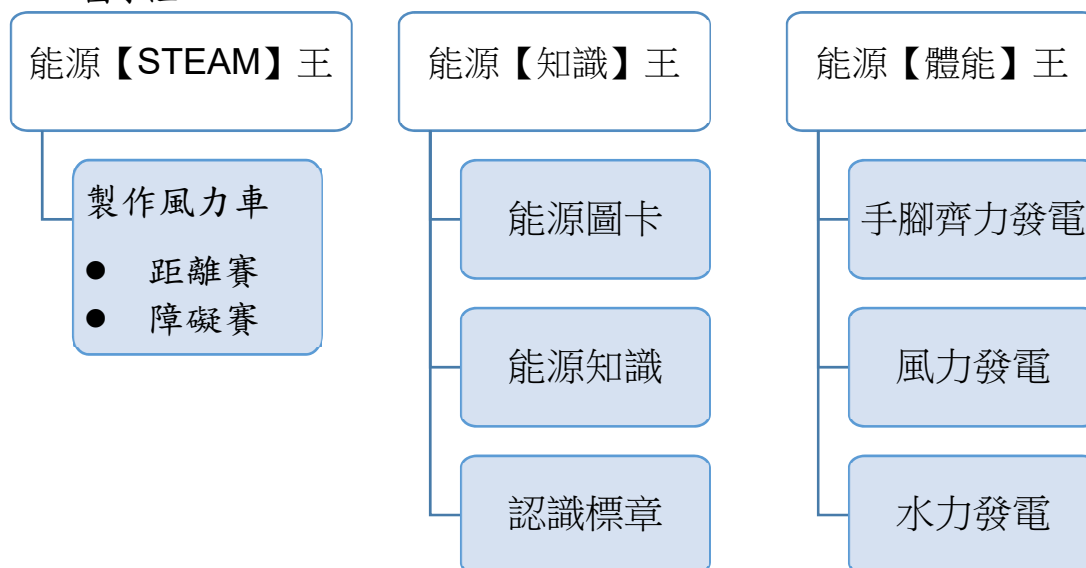 能源【STEAM】王
製作風力車
● 距離賽
● 障礙賽
能源【知識】王
能源圖卡
能源知識
認識標章
能源【體能】王
手腳齊力發電
風力發電
水力發電